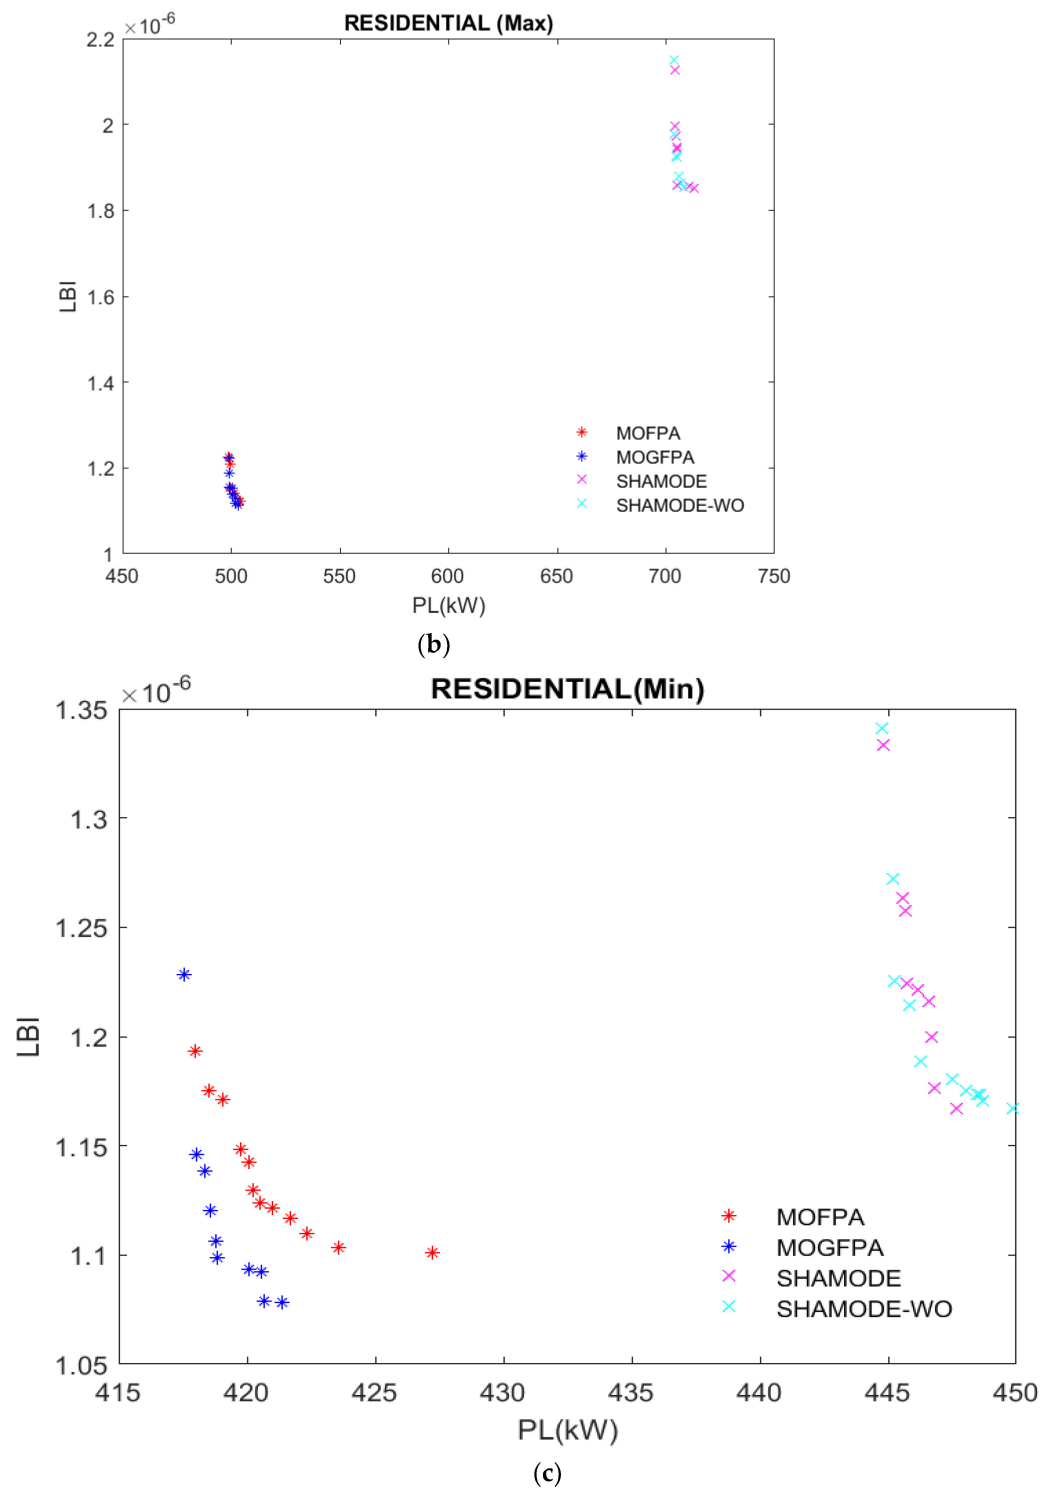 ×10^-6
RESIDENTIAL (Max)
2.2
2
1.8
1.6
1.4
1.2
1
LBI
MOFPA
MOGFPA
SHAMODE
SHAMODE-WO
450 500 550 600 650 700 750
PL(kW)
(b)
×10^-6
RESIDENTIAL(Min)
1.35
1.3
1.25
1.2
1.15
1.1
1.05
LBI
MOFPA
MOGFPA
SHAMODE
SHAMODE-WO
415 420 425 430 435 440 445 450
PL(kW)
(c)